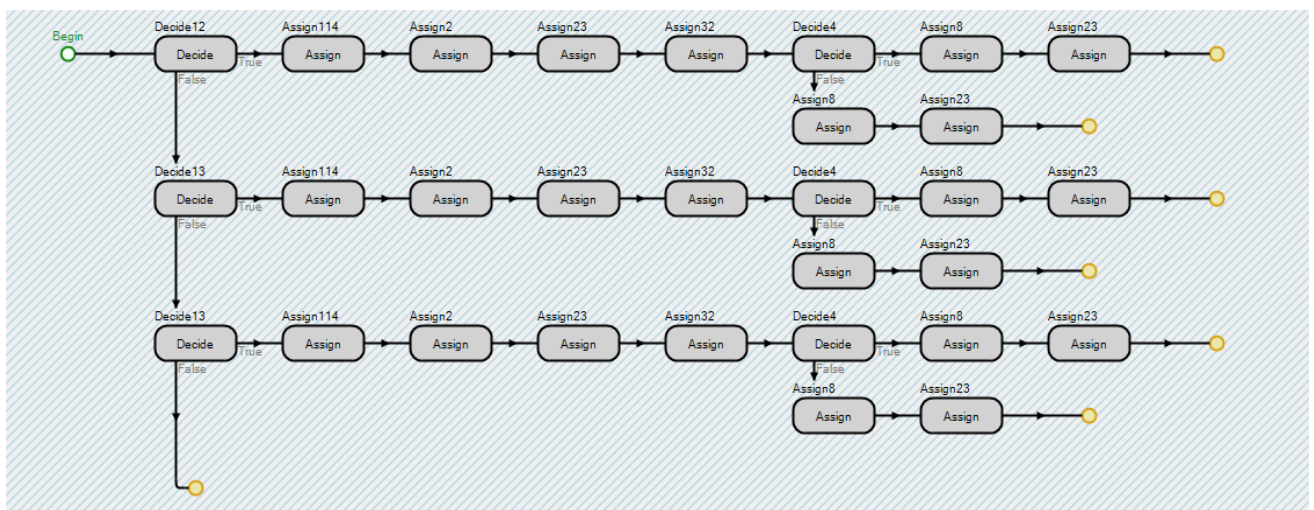 Begin
Decide12 Assign114 Assign2 Assign23 Assign32 Decide4 Assign8 Assign23
Decide Assign Assign Assign Assign Decide Assign Assign
True True
False False
Assign8 Assign23
Assign Assign
Decide13 Assign114 Assign2 Assign23 Assign32 Decide4 Assign8 Assign23
Decide Assign Assign Assign Assign Decide Assign Assign
True True
False False
Assign8 Assign23
Assign Assign
Decide13 Assign114 Assign2 Assign23 Assign32 Decide4 Assign8 Assign23
Decide Assign Assign Assign Assign Decide Assign Assign
True True
False False
Assign8 Assign23
Assign Assign